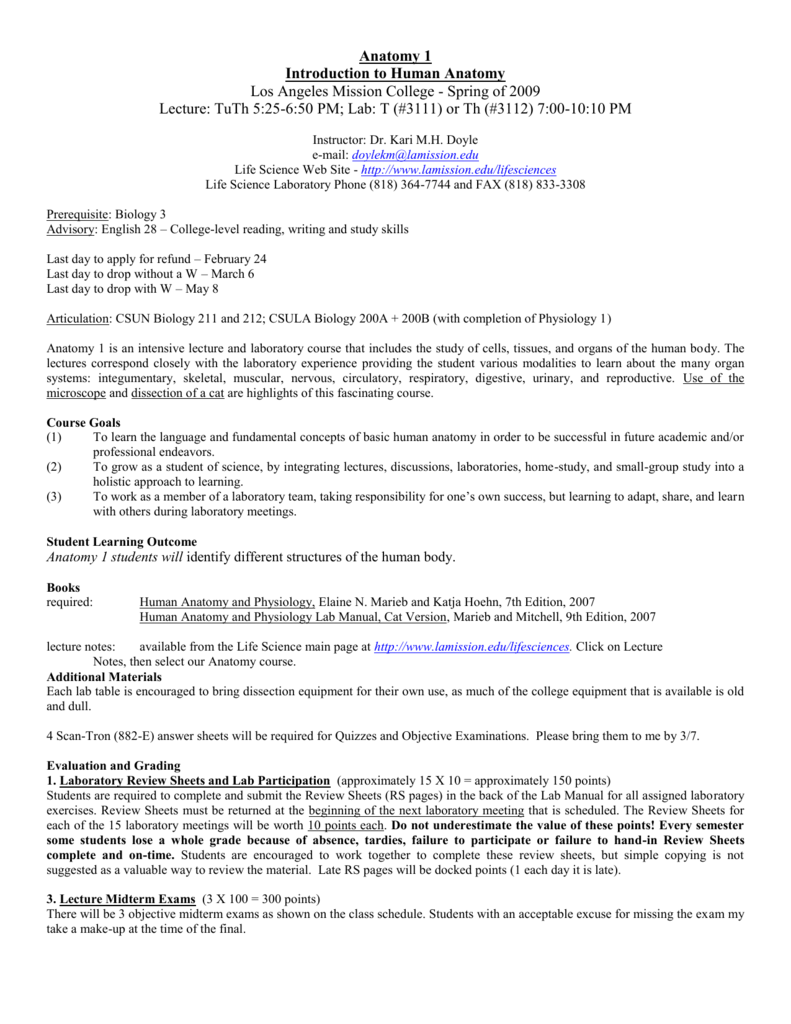 Anatomy 1
Introduction to Human Anatomy
Los Angeles Mission College - Spring of 2009
Lecture: TuTh 5:25-6:50 PM; Lab: T (#3111) or Th (#3112) 7:00-10:10 PM
Instructor: Dr. Kari M.H. Doyle
e-mail: doylekm@lamission.edu
Life Science Web Site - http://www.lamission.edu/lifesciences
Life Science Laboratory Phone (818) 364-7744 and FAX (818) 833-3308
Prerequisite: Biology 3
Advisory: English 28 – College-level reading, writing and study skills
Last day to apply for refund – February 24
Last day to drop without a W – March 6
Last day to drop with W – May 8
Articulation: CSUN Biology 211 and 212; CSULA Biology 200A + 200B (with completion of Physiology 1)
Anatomy 1 is an intensive lecture and laboratory course that includes the study of cells, tissues, and organs of the human body. The
lectures correspond closely with the laboratory experience providing the student various modalities to learn about the many organ
systems: integumentary, skeletal, muscular, nervous, circulatory, respiratory, digestive, urinary, and reproductive. Use of the
microscope and dissection of a cat are highlights of this fascinating course.
Course Goals
(1) To learn the language and fundamental concepts of basic human anatomy in order to be successful in future academic and/or
professional endeavors.
(2) To grow as a student of science, by integrating lectures, discussions, laboratories, home-study, and small-group study into a
holistic approach to learning.
(3) To work as a member of a laboratory team, taking responsibility for one's own success, but learning to adapt, share, and learn
with others during laboratory meetings.
Student Learning Outcome
Anatomy 1 students will identify different structures of the human body.
Books
required: Human Anatomy and Physiology, Elaine N. Marieb and Katja Hoehn, 7th Edition, 2007
Human Anatomy and Physiology Lab Manual, Cat Version, Marieb and Mitchell, 9th Edition, 2007
lecture notes: available from the Life Science main page at http://www.lamission.edu/lifesciences. Click on Lecture
Notes, then select our Anatomy course.
Additional Materials
Each lab table is encouraged to bring dissection equipment for their own use, as much of the college equipment that is available is old
and dull.
4 Scan-Tron (882-E) answer sheets will be required for Quizzes and Objective Examinations. Please bring them to me by 3/7.
Evaluation and Grading
1. Laboratory Review Sheets and Lab Participation (approximately 15 X 10 = approximately 150 points)
Students are required to complete and submit the Review Sheets (RS pages) in the back of the Lab Manual for all assigned laboratory
exercises. Review Sheets must be returned at the beginning of the next laboratory meeting that is scheduled. The Review Sheets for
each of the 15 laboratory meetings will be worth 10 points each. Do not underestimate the value of these points! Every semester
some students lose a whole grade because of absence, tardies, failure to participate or failure to hand-in Review Sheets
complete and on-time. Students are encouraged to work together to complete these review sheets, but simple copying is not
suggested as a valuable way to review the material. Late RS pages will be docked points (1 each day it is late).
3. Lecture Midterm Exams (3 X 100 = 300 points)
There will be 3 objective midterm exams as shown on the class schedule. Students with an acceptable excuse for missing the exam my
take a make-up at the time of the final.